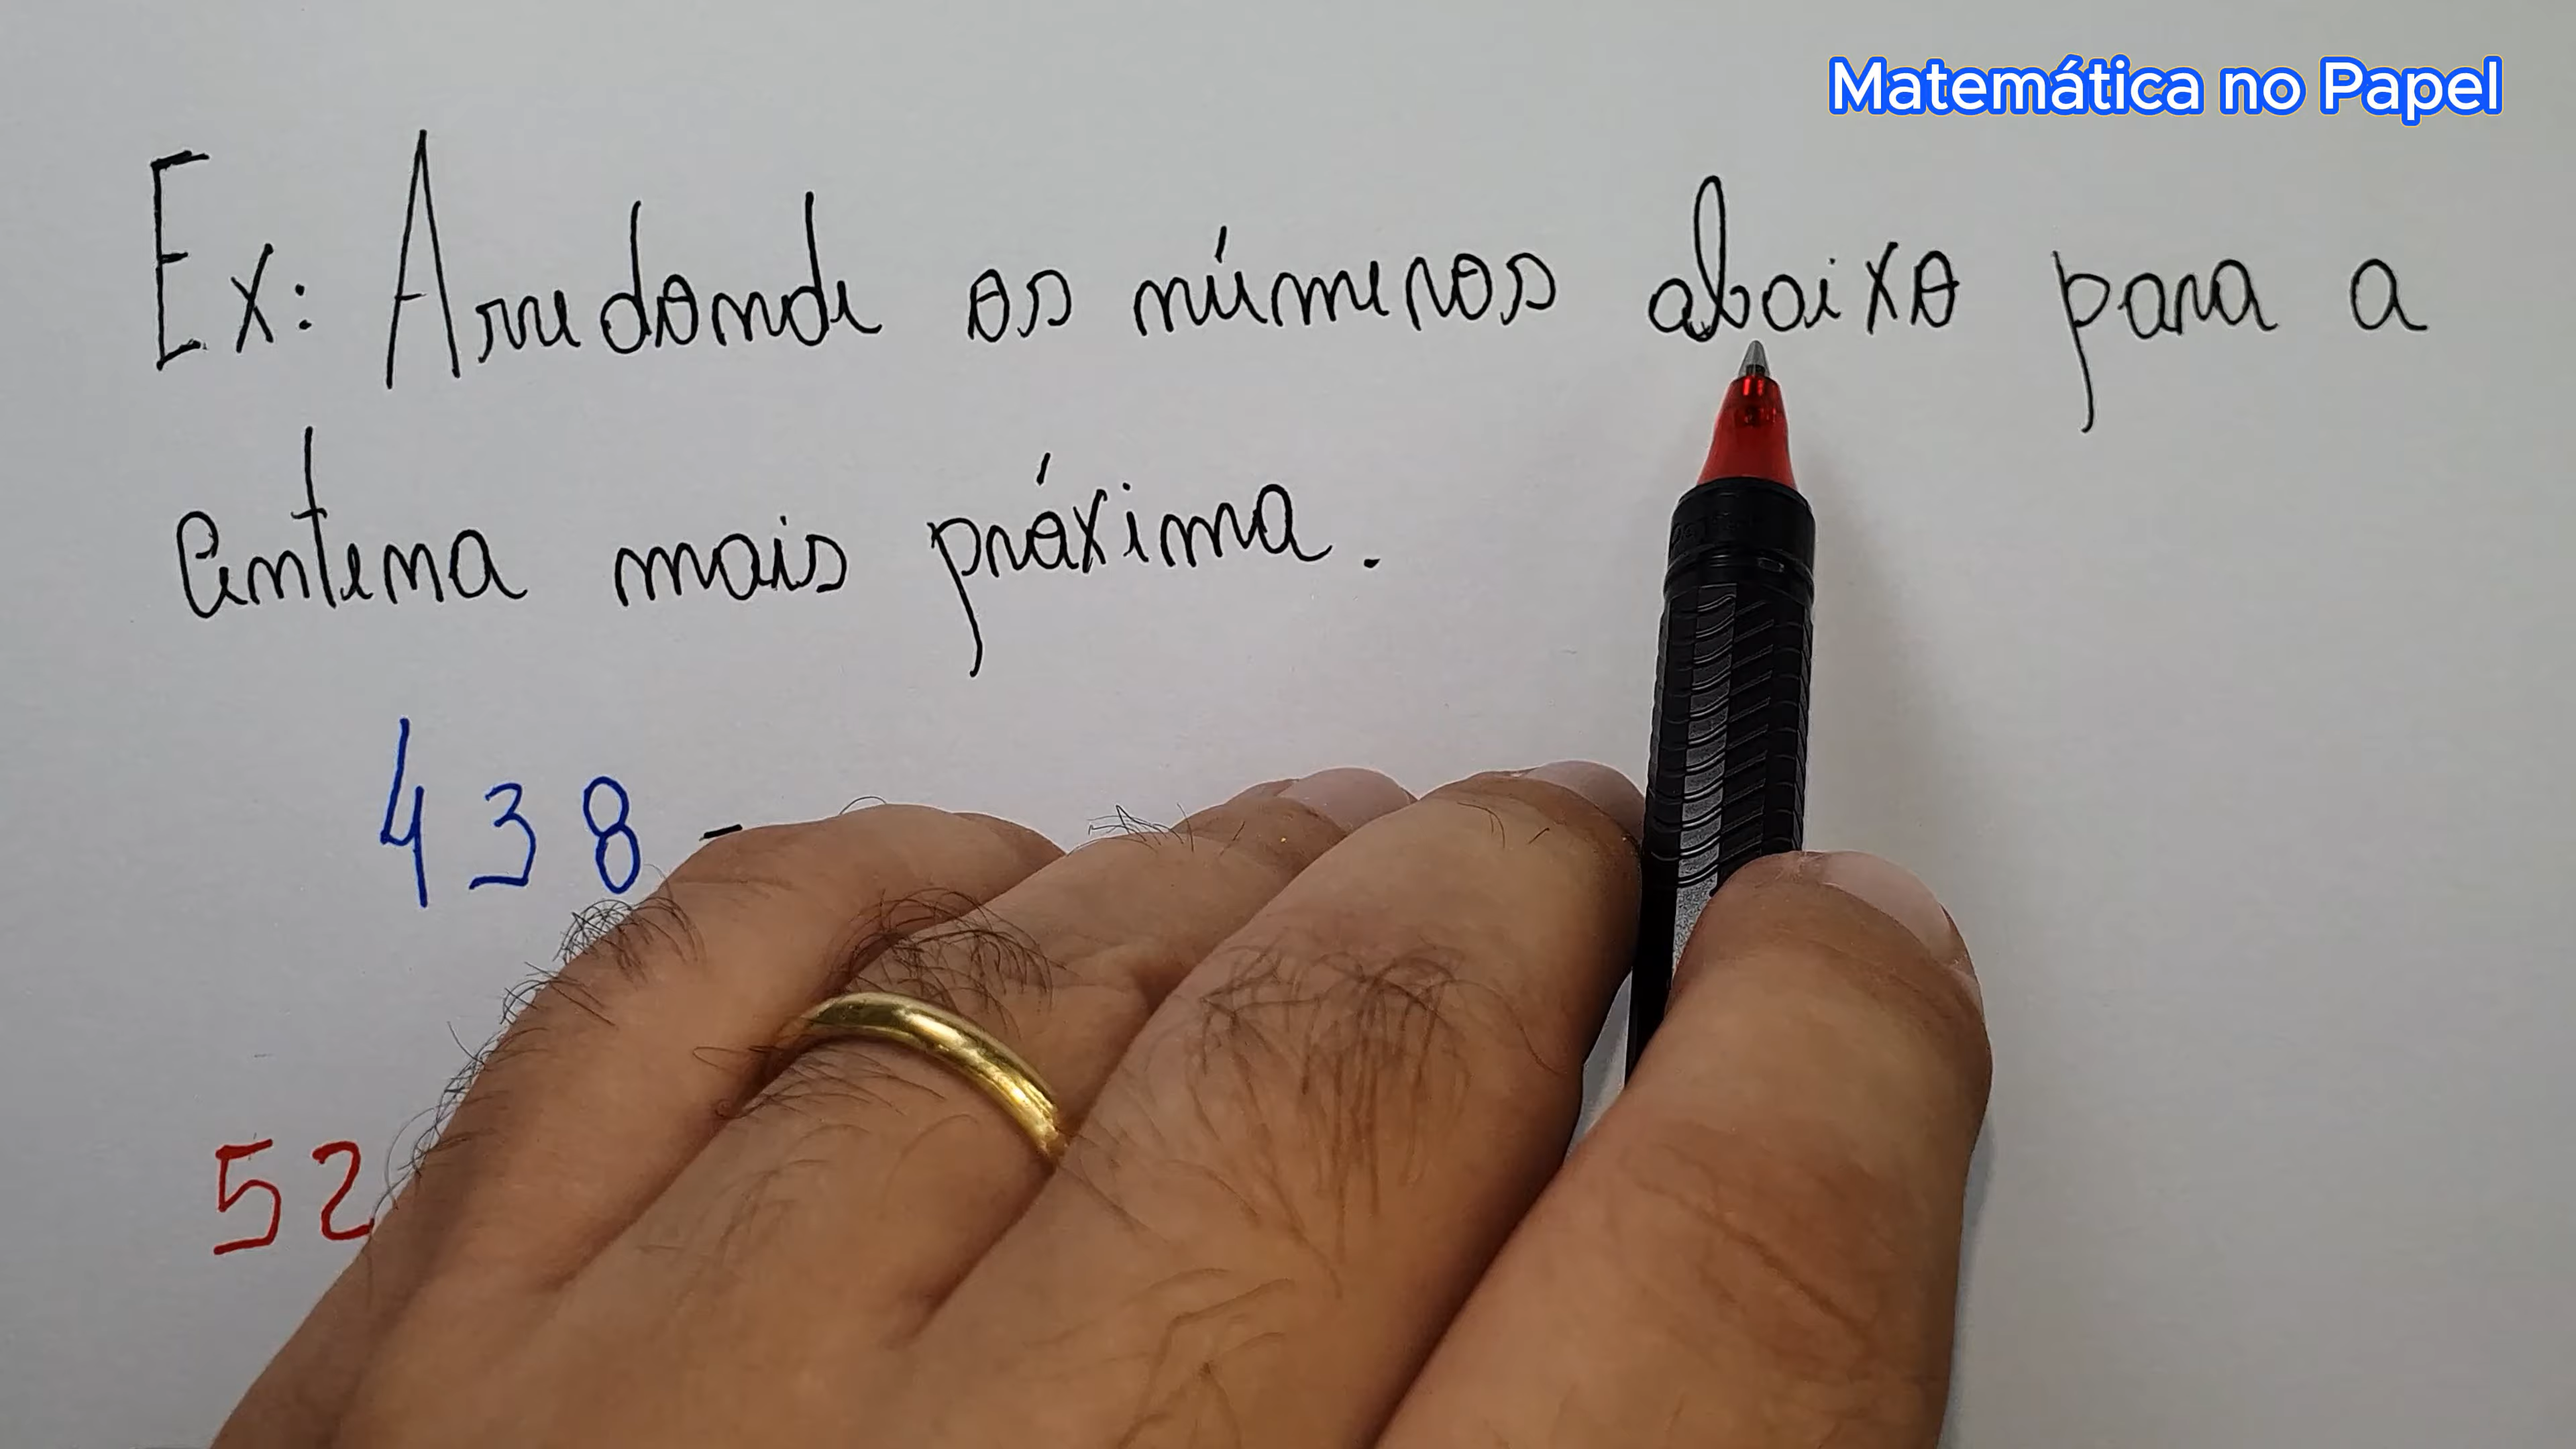 Matemática no Papel
Ex: Arredonde os números abaixo para a
centena mais próxima.
438 -
52